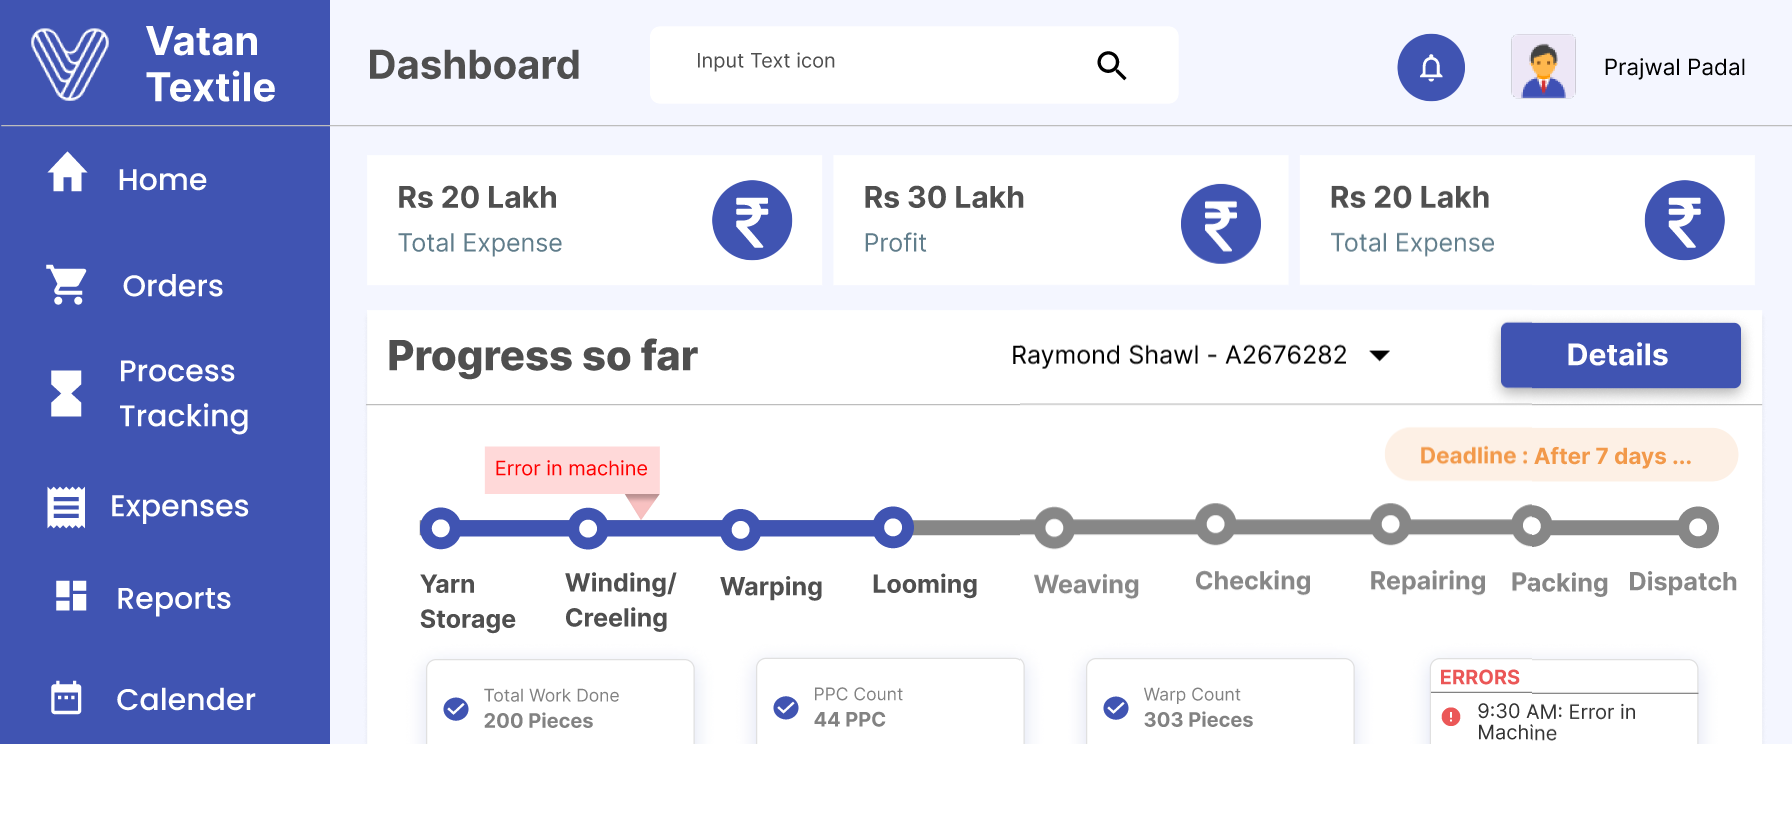 Vatan
Textile
Dashboard
Input Text icon
Prajwal Padal
Home
Orders
Process
Tracking
Expenses
Reports
Calender
Rs 20 Lakh
Total Expense
Rs 30 Lakh
Profit
Rs 20 Lakh
Total Expense
Progress so far
Raymond Shawl - A2676282
Details
Deadline : After 7 days ...
Error in machine
Yarn
Storage
Winding/
Creeling
Warping
Looming
Weaving
Checking
Repairing
Packing
Dispatch
Total Work Done
200 Pieces
PPC Count
44 PPC
Warp Count
303 Pieces
ERRORS
9:30 AM: Error in
Machine